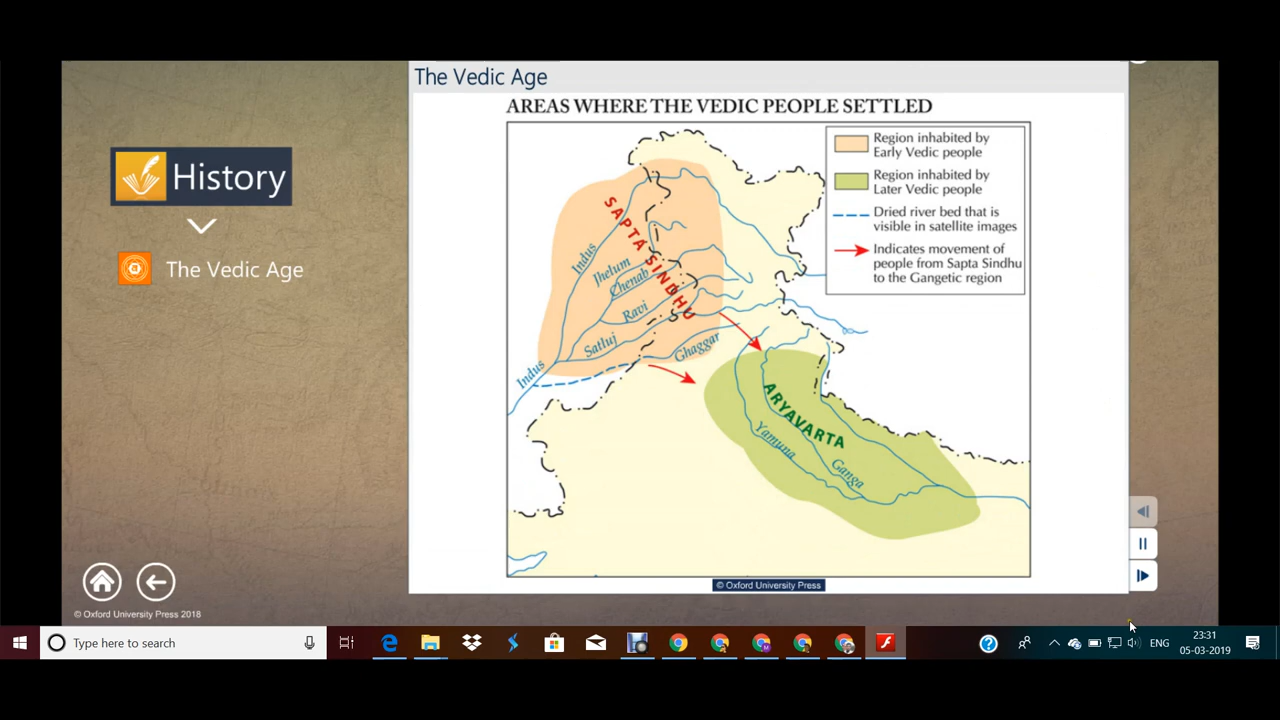 The Vedic Age
AREAS WHERE THE VEDIC PEOPLE SETTLED
History
The Vedic Age
Region inhabited by
Early Vedic people
Region inhabited by
Later Vedic people
Dried river bed that is
visible in satellite images
Indicates movement of
people from Sapta Sindhu
to the Gangetic region
SAPTA SINDHU
Indus
Jhelum
Chenab
Ravi
Satluj
Ghaggar
Indus
ARYAVARTA
Yamuna
Ganga
© Oxford University Press
© Oxford University Press 2018
Type here to search
ENG
23:31
05-03-2019